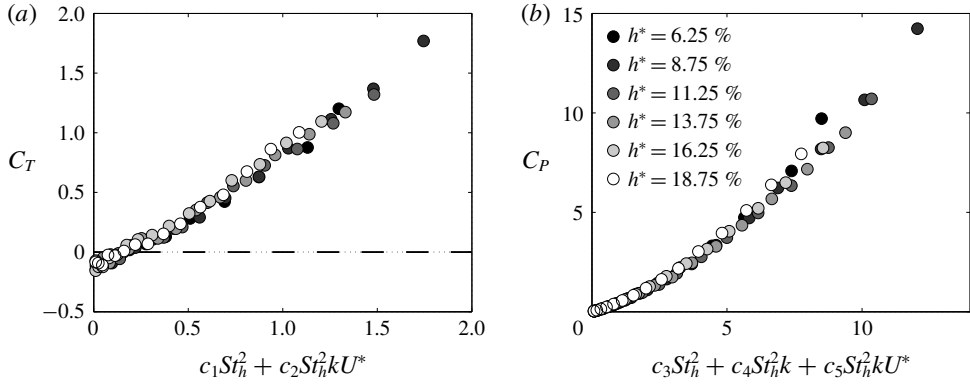 (a)
2.0
1.5
1.0
0.5
0
−0.5
C_T
0 0.5 1.0 1.5 2.0
c_1St_h^2 + c_2St_h^2kU*
(b)
15
10
5
0
C_P
h* = 6.25 %
h* = 8.75 %
h* = 11.25 %
h* = 13.75 %
h* = 16.25 %
h* = 18.75 %
5 10
c_3St_h^2 + c_4St_h^2k + c_5St_h^2kU*